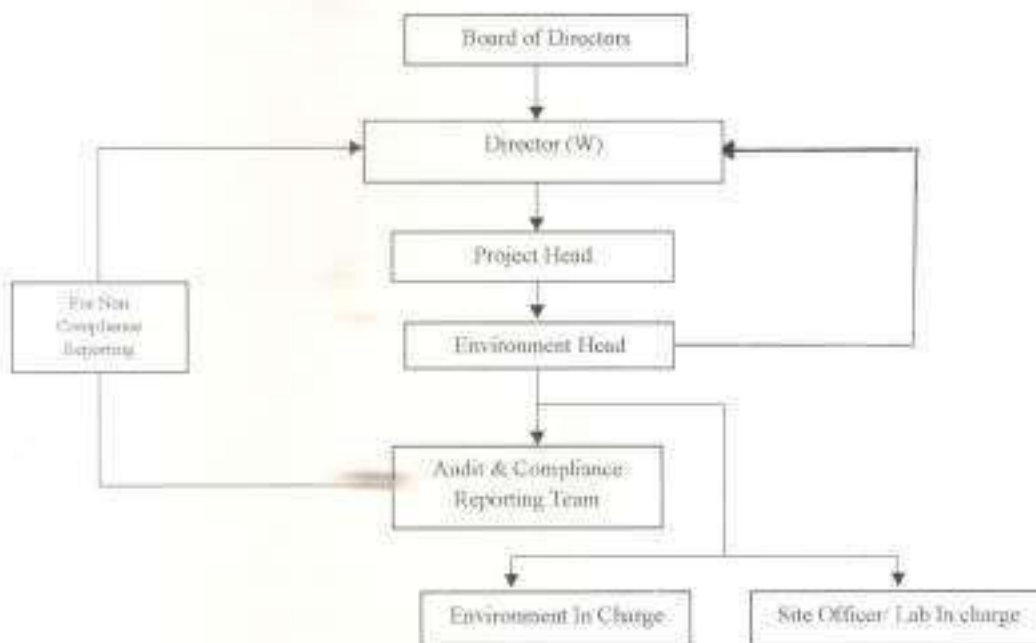 Board of Directors
Director (W)
Project Head
For Non
Compliance
Reporting
Environment Head
Audit & Compliance
Reporting Team
Environment In Charge
Site Officer/ Lab In charge